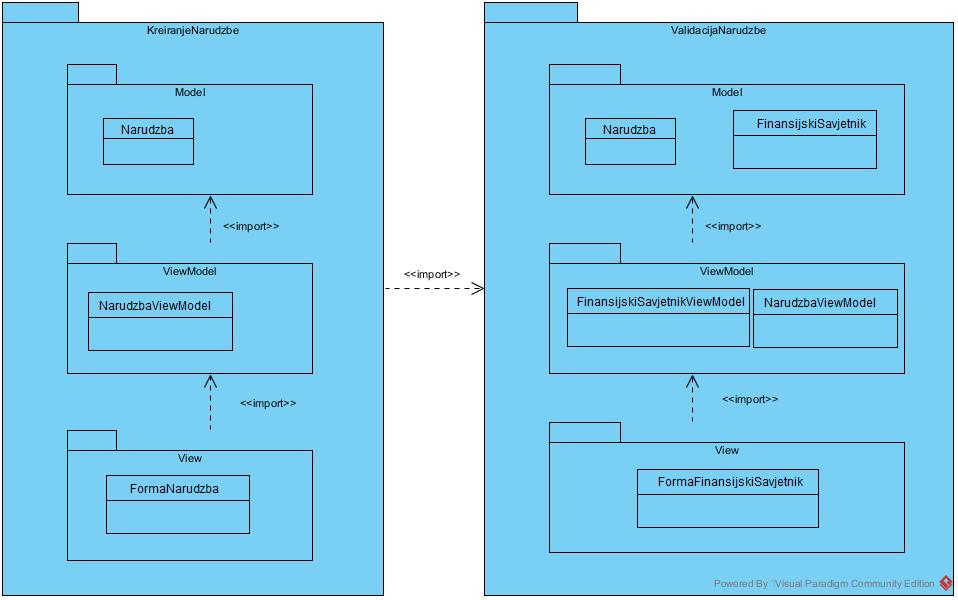 KreiranjeNarudzbe
Model
Narudzba
<<import>>
ViewModel
NarudzbaViewModel
<<import>>
View
FormaNarudzba
<<import>>
ValidacijaNarudzbe
Model
Narudzba
FinansijskiSavjetnik
<<import>>
ViewModel
FinansijskiSavjetnikViewModel
NarudzbaViewModel
<<import>>
View
FormaFinansijskiSavjetnik
Powered By Visual Paradigm Community Edition